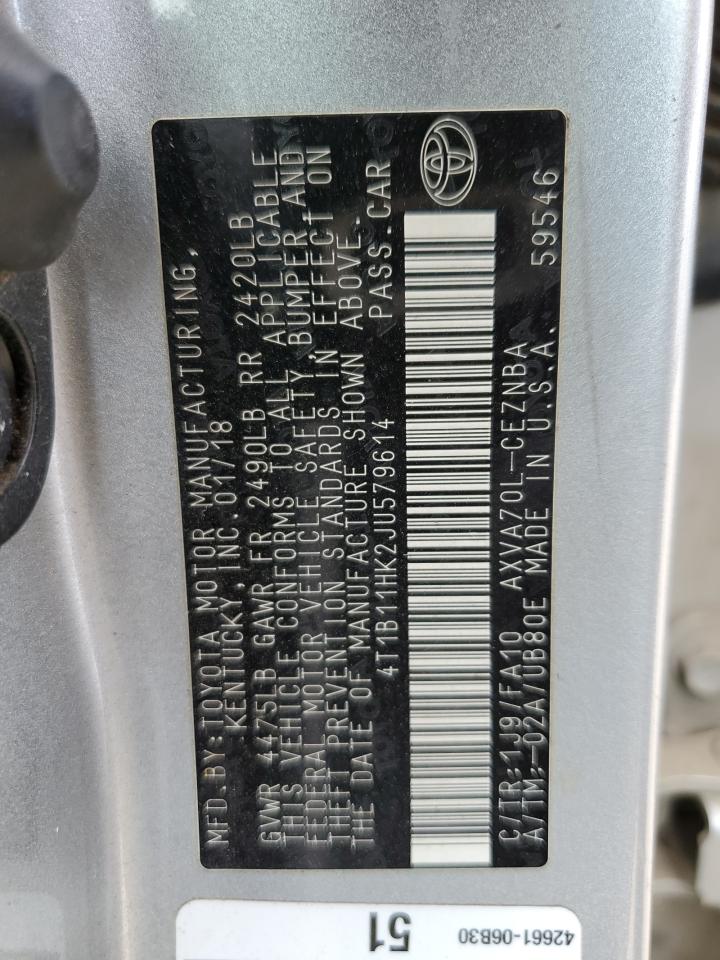 MFD.BY:TOYOTA MOTOR MANUFACTURING,
KENTUCKY, INC.01/18
GVWR 4475LB GAWR FR 2490LB RR 2420LB
THIS VEHICLE CONFORMS TO ALL APPLICABLE
FEDERAL MOTOR VEHICLE SAFETY,BUMPER,AND
THEFT PREVENTION STANDARDS IN EFFECT ON
THE DATE OF MANUFACTURE SHOWN ABOVE.
4T1B11HK2JU579614 PASS.CAR
C/TR:1J9/FA10 AXVA70L-CEZNBA 59546
A/TM:-02A/UB80E MADE IN U.S.A.
51
42661-06B30